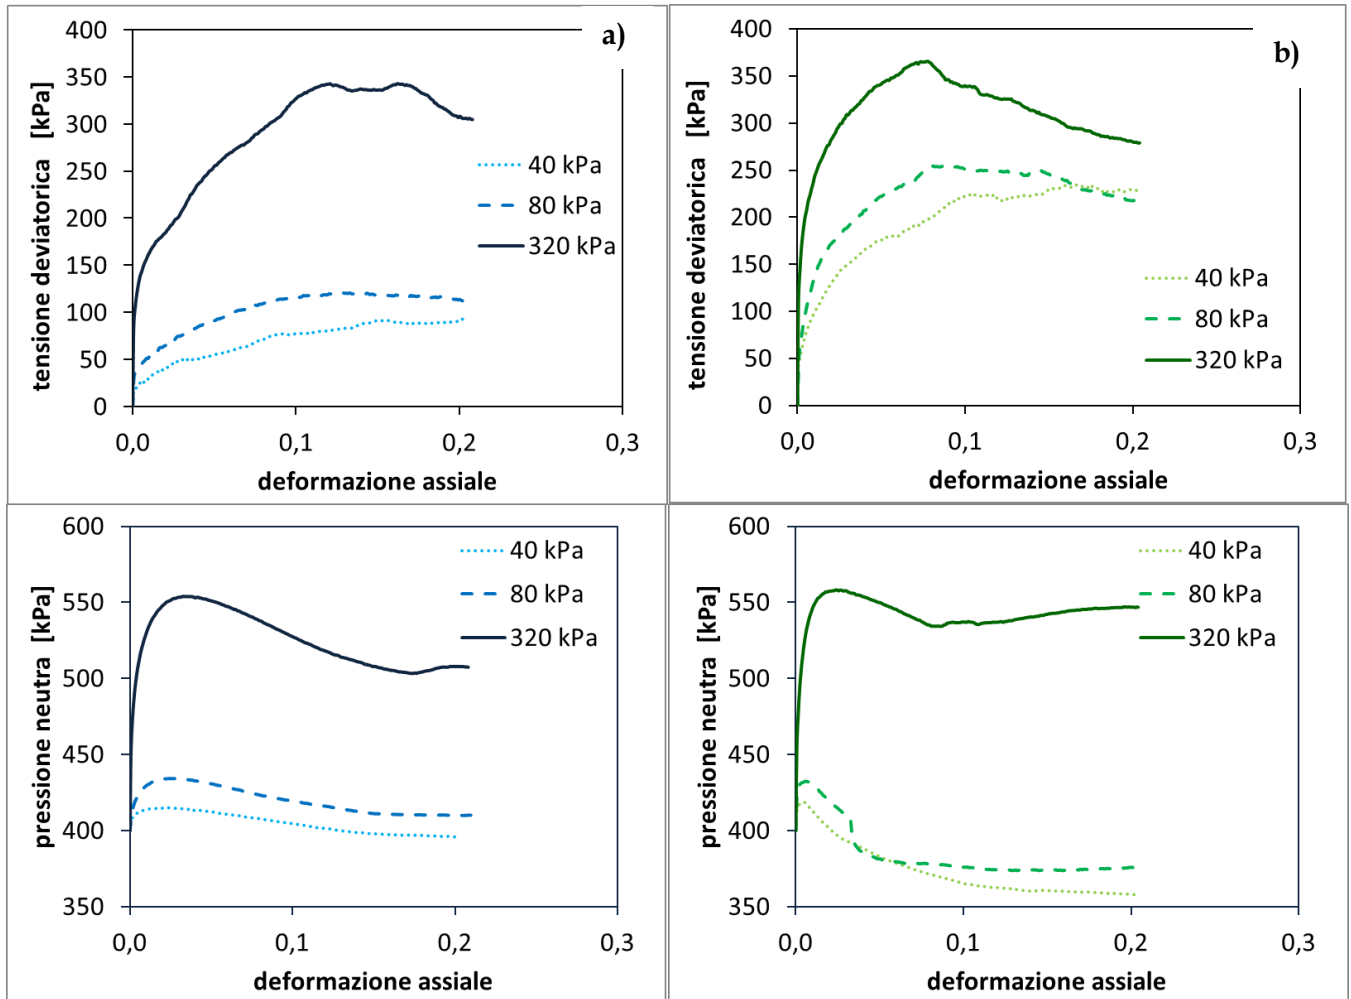 a)
tensione deviatorica [kPa]
400
350
300
250
200
150
100
50
0
40 kPa
80 kPa
320 kPa
0,0
0,1
0,2
0,3
deformazione assiale
b)
tensione deviatorica [kPa]
400
350
300
250
200
150
100
50
0
40 kPa
80 kPa
320 kPa
0,0
0,1
0,2
0,3
deformazione assiale
pressione neutra [kPa]
600
550
500
450
400
350
40 kPa
80 kPa
320 kPa
0,0
0,1
0,2
0,3
deformazione assiale
pressione neutra [kPa]
600
550
500
450
400
350
40 kPa
80 kPa
320 kPa
0,0
0,1
0,2
0,3
deformazione assiale